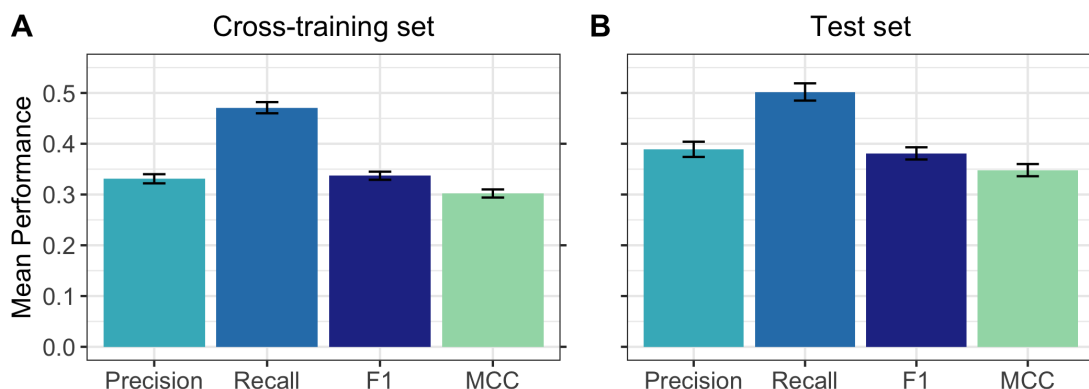 A Cross-training set
B Test set
Mean Performance
0.5
0.4
0.3
0.2
0.1
0.0
Precision Recall F1 MCC
Precision Recall F1 MCC